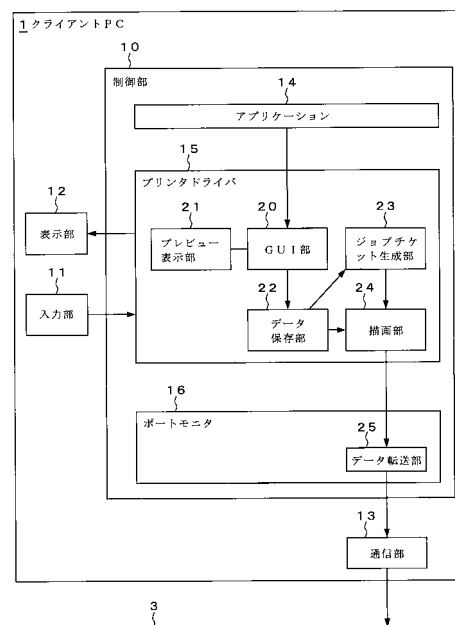 1 クライアントPC
10
制御部
14
アプリケーション
15
プリンタドライバ
12
表示部
21
プレビュー
表示部
20
GUI部
23
ジョブチケ
ット生成部
11
入力部
22
データ
保存部
24
描画部
16
ポートモニタ
25
データ転送部
13
通信部
3